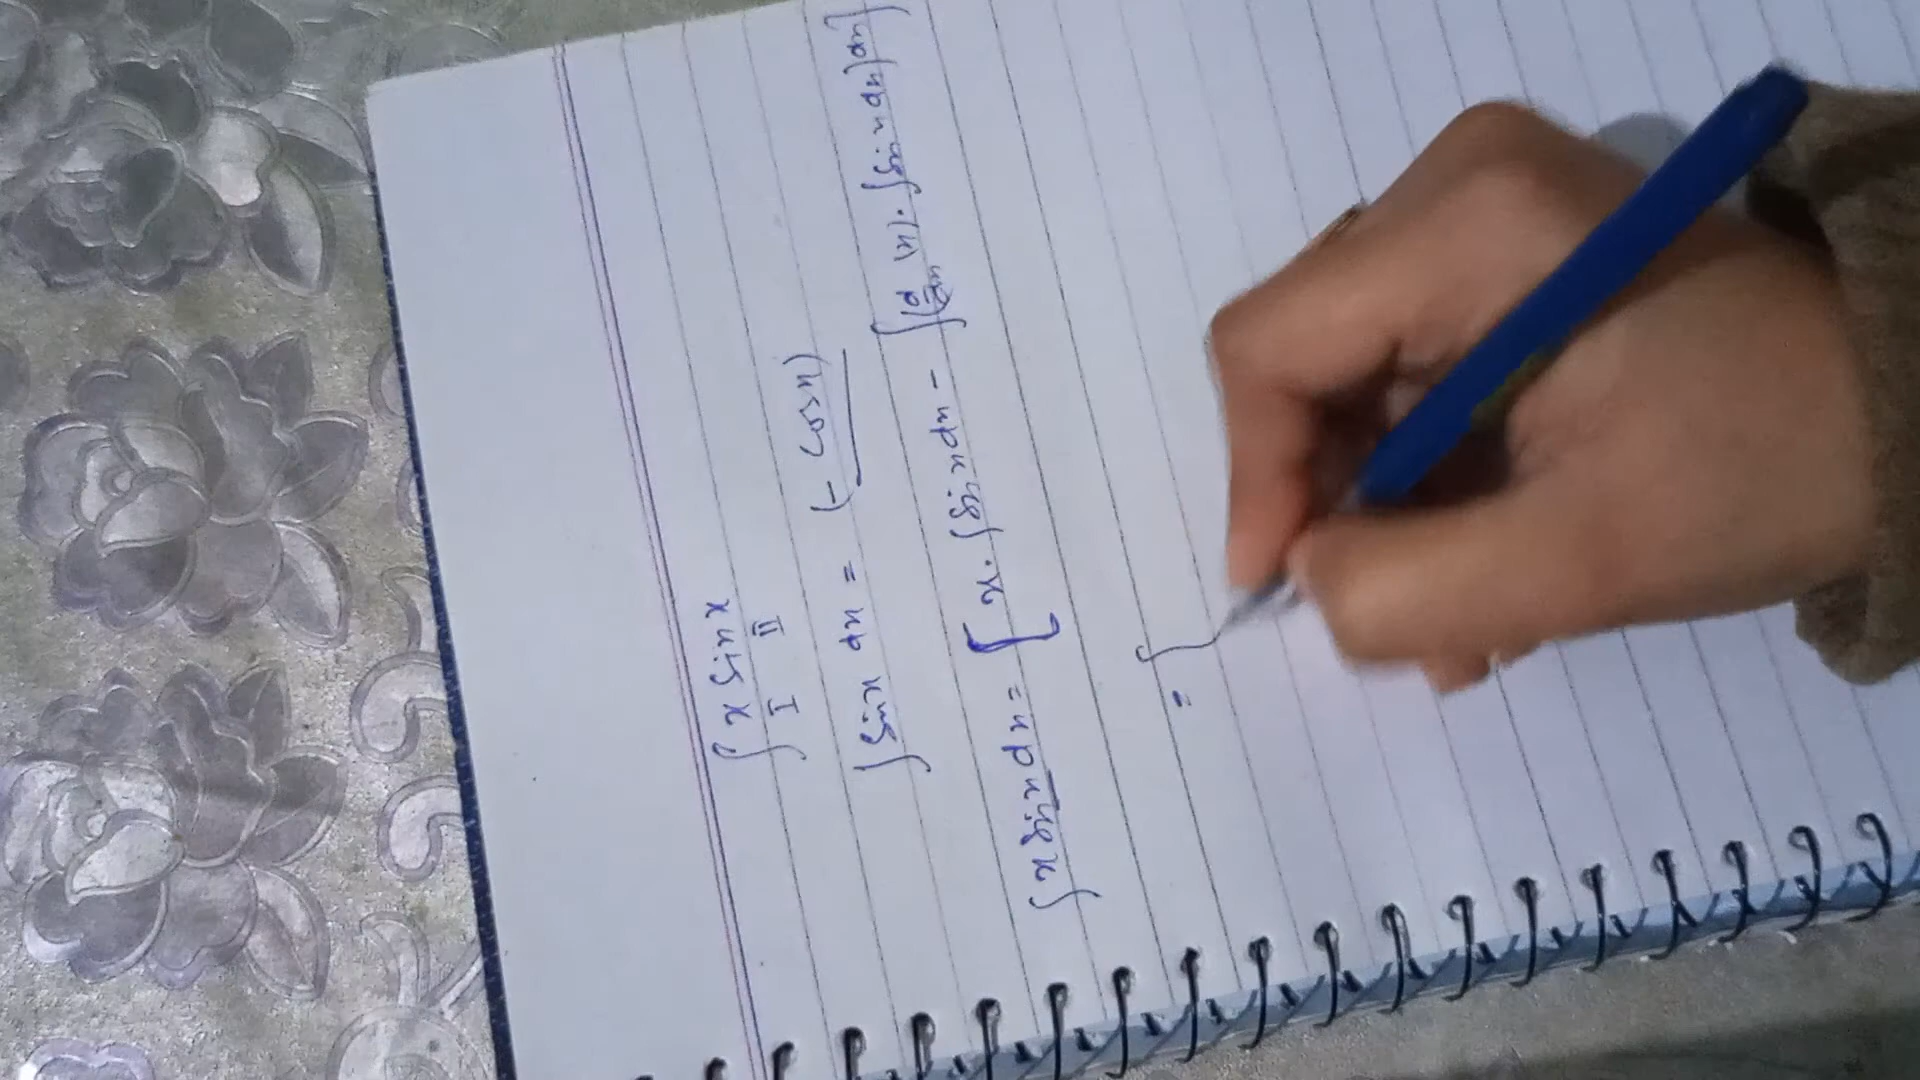 ∫ x sin x
I II
∫ sin x dx = (- cos x)
∫ x sin x dx = [ x . ∫ sin x dx - ∫ ( d/dx (x) . ∫ sin x dx ) dx ]
= ∫